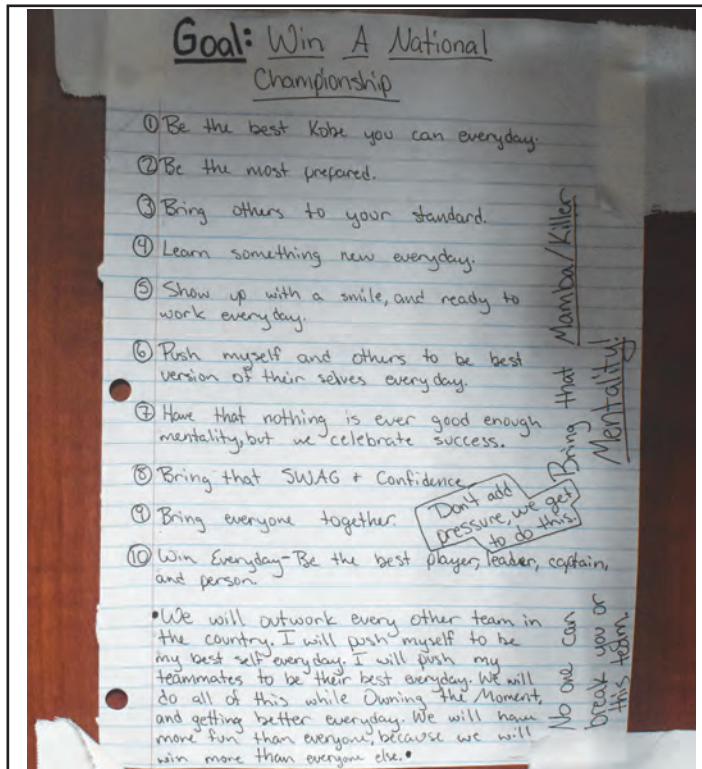 Goal: Win A National
Championship
① Be the best Kobe you can everyday.
② Be the most prepared.
③ Bring others to your standard.
④ Learn something new everyday.
⑤ Show up with a smile, and ready to
work everyday.
⑥ Push myself and others to be best
version of their selves everyday.
⑦ Have that nothing is ever good enough
mentality, but we celebrate success.
⑧ Bring that SWAG + Confidence
⑨ Bring everyone together.
Don't add
pressure, we get
to do this.
⑩ Win Everyday-Be the best player, leader, captain,
and person.
• We will outwork every other team in
the country. I will push myself to be
my best self everyday. I will push my
teammates to be their best everyday. We will
do all of this while Owning the Moment,
and getting better everyday. We will have
more fun than everyone, because we will
win more than everyone else. •
Bring that Mamba/Killer
Mentality!
No one can
break you or
this team